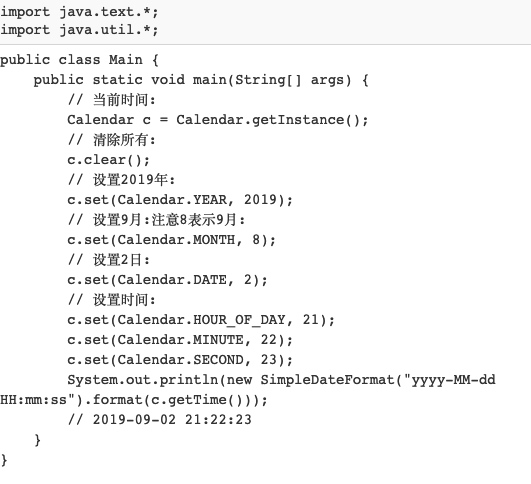 import java.text.*;
import java.util.*;
public class Main {
    public static void main(String[] args) {
        // 当前时间:
        Calendar c = Calendar.getInstance();
        // 清除所有:
        c.clear();
        // 设置2019年:
        c.set(Calendar.YEAR, 2019);
        // 设置9月:注意8表示9月:
        c.set(Calendar.MONTH, 8);
        // 设置2日:
        c.set(Calendar.DATE, 2);
        // 设置时间:
        c.set(Calendar.HOUR_OF_DAY, 21);
        c.set(Calendar.MINUTE, 22);
        c.set(Calendar.SECOND, 23);
        System.out.println(new SimpleDateFormat("yyyy-MM-dd
HH:mm:ss").format(c.getTime()));
        // 2019-09-02 21:22:23
    }
}